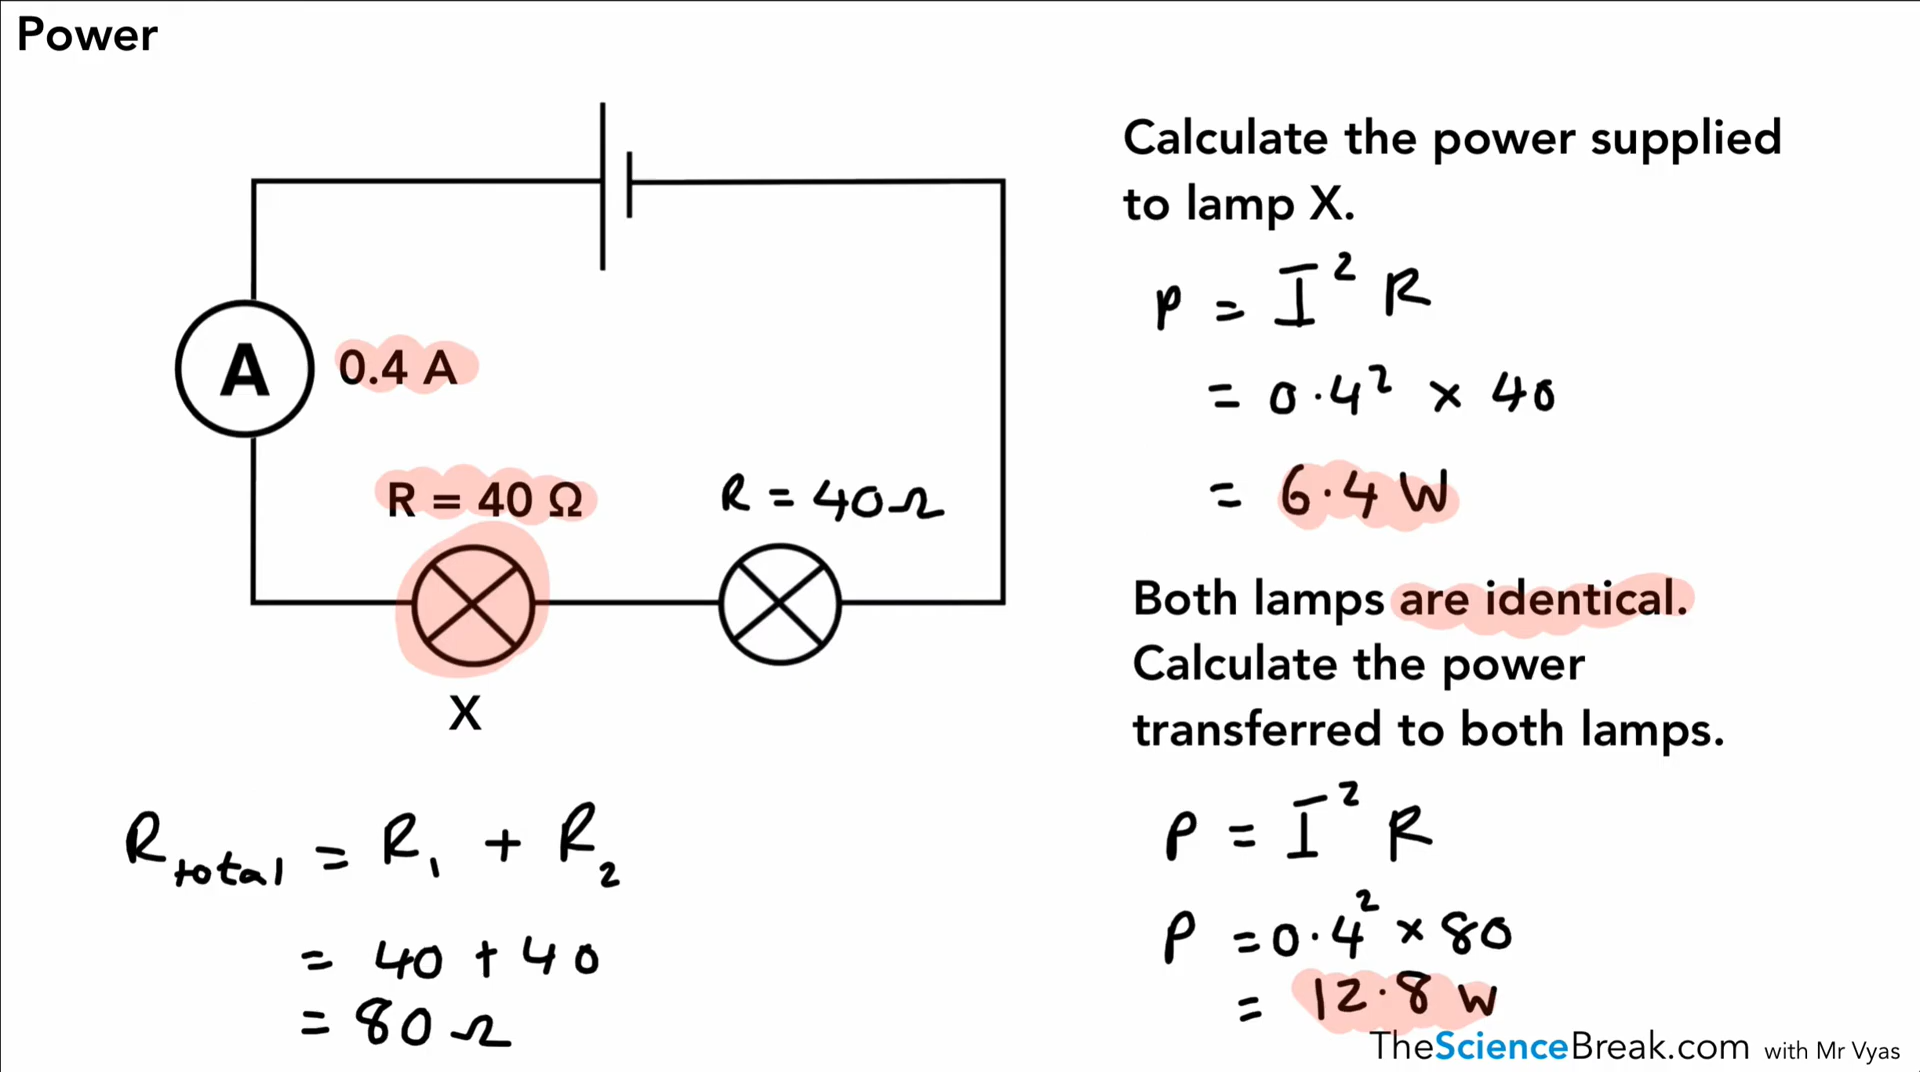 Power
A
0.4 A
R = 40 Ω
R = 40Ω
X
R total = R₁ + R₂
= 40 + 40
= 80Ω
Calculate the power supplied
to lamp X.
P = I² R
= 0.4² × 40
= 6.4 W
Both lamps are identical.
Calculate the power
transferred to both lamps.
P = I² R
P = 0.4² × 80
= 12.8 W
TheScienceBreak.com with Mr Vyas